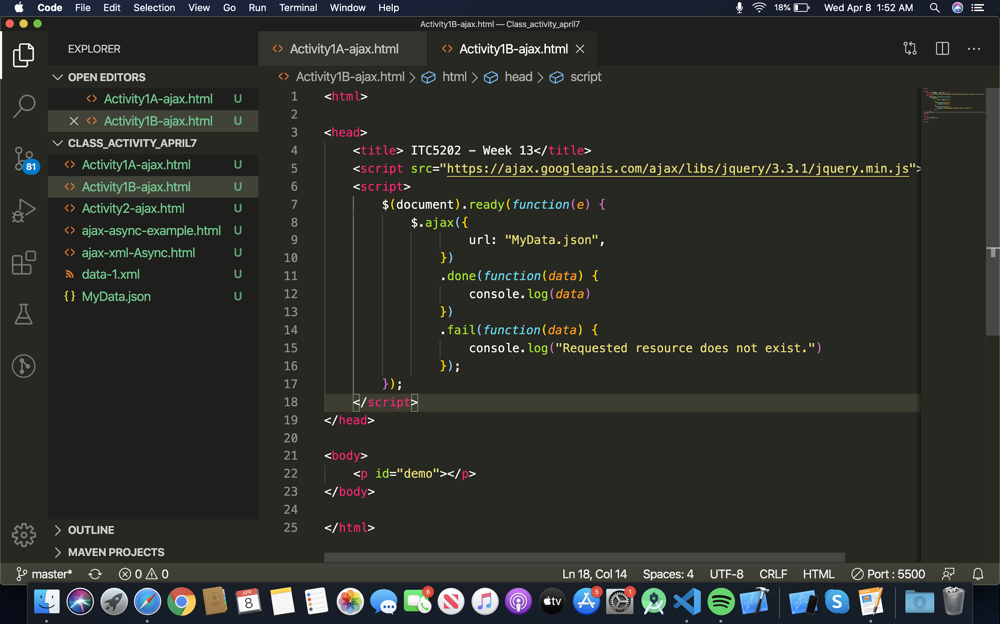 Code File Edit Selection View Go Run Terminal Window Help 18% Wed Apr 8 1:52 AM
Activity1B-ajax.html — Class_activity_april7
EXPLORER
OPEN EDITORS
Activity1A-ajax.html U
Activity1B-ajax.html U
CLASS_ACTIVITY_APRIL7
Activity1A-ajax.html U
Activity1B-ajax.html U
Activity2-ajax.html U
ajax-async-example.html U
ajax-xml-Async.html U
data-1.xml U
{} MyData.json U
81
OUTLINE
MAVEN PROJECTS
Activity1A-ajax.html Activity1B-ajax.html
Activity1B-ajax.html > html > head > script
1 <html>
2
3 <head>
4 <title> ITC5202 - Week 13</title>
5 <script src="https://ajax.googleapis.com/ajax/libs/jquery/3.3.1/jquery.min.js">
6 <script>
7 $(document).ready(function(e) {
8 $.ajax({
9 url: "MyData.json",
10 })
11 .done(function(data) {
12 console.log(data)
13 })
14 .fail(function(data) {
15 console.log("Requested resource does not exist.")
16 });
17 });
18 </script>
19 </head>
20
21 <body>
22 <p id="demo"></p>
23 </body>
24
25 </html>
master* 0 0 Ln 18, Col 14 Spaces: 4 UTF-8 CRLF HTML Port : 5500
APR
8
6
tv
5
1
S
PAGES